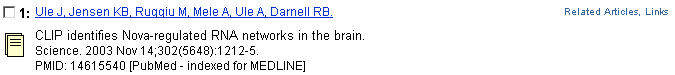 1: Ule J, Jensen KB, Ruggiu M, Mele A, Ule A, Darnell RB. Related Articles, Links
CLIP identifies Nova-regulated RNA networks in the brain.
Science. 2003 Nov 14;302(5648):1212-5.
PMID: 14615540 [PubMed - indexed for MEDLINE]